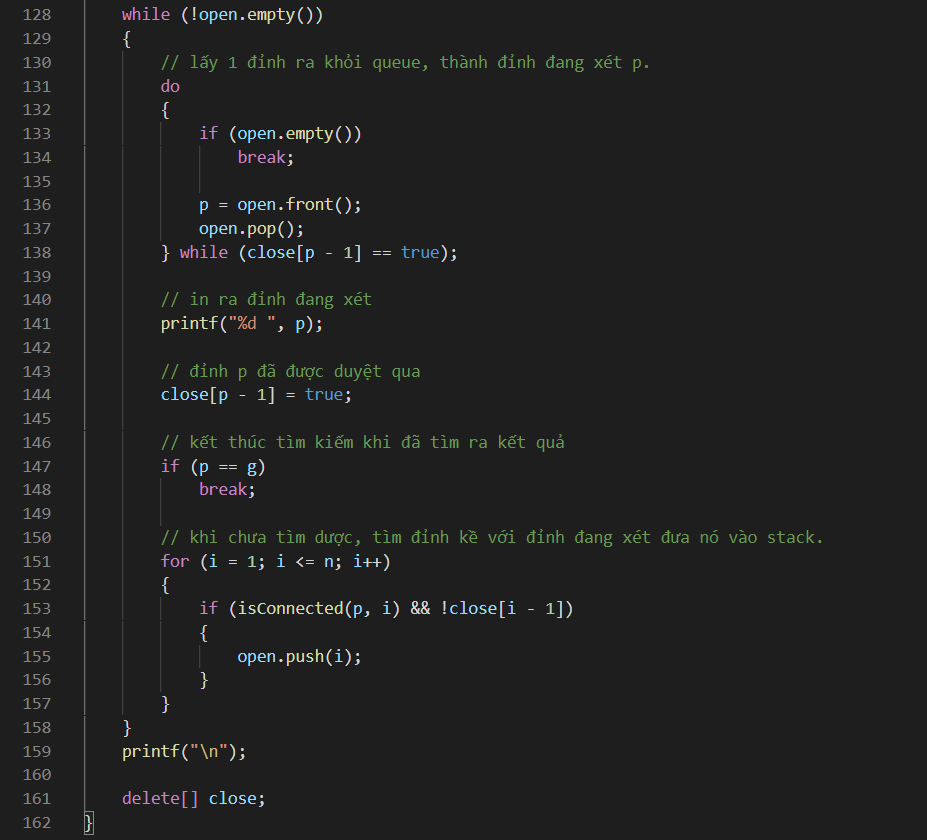 128 while (!open.empty())
129 {
130 // lấy 1 đỉnh ra khỏi queue, thành đỉnh đang xét p.
131 do
132 {
133 if (open.empty())
134 break;
135
136 p = open.front();
137 open.pop();
138 } while (close[p - 1] == true);
139
140 // in ra đỉnh đang xét
141 printf("%d ", p);
142
143 // đỉnh p đã được duyệt qua
144 close[p - 1] = true;
145
146 // kết thúc tìm kiếm khi đã tìm ra kết quả
147 if (p == g)
148 break;
149
150 // khi chưa tìm dược, tìm đỉnh kề với đỉnh đang xét đưa nó vào stack.
151 for (i = 1; i <= n; i++)
152 {
153 if (isConnected(p, i) && !close[i - 1])
154 {
155 open.push(i);
156 }
157 }
158 }
159 printf("\n");
160
161 delete[] close;
162 }